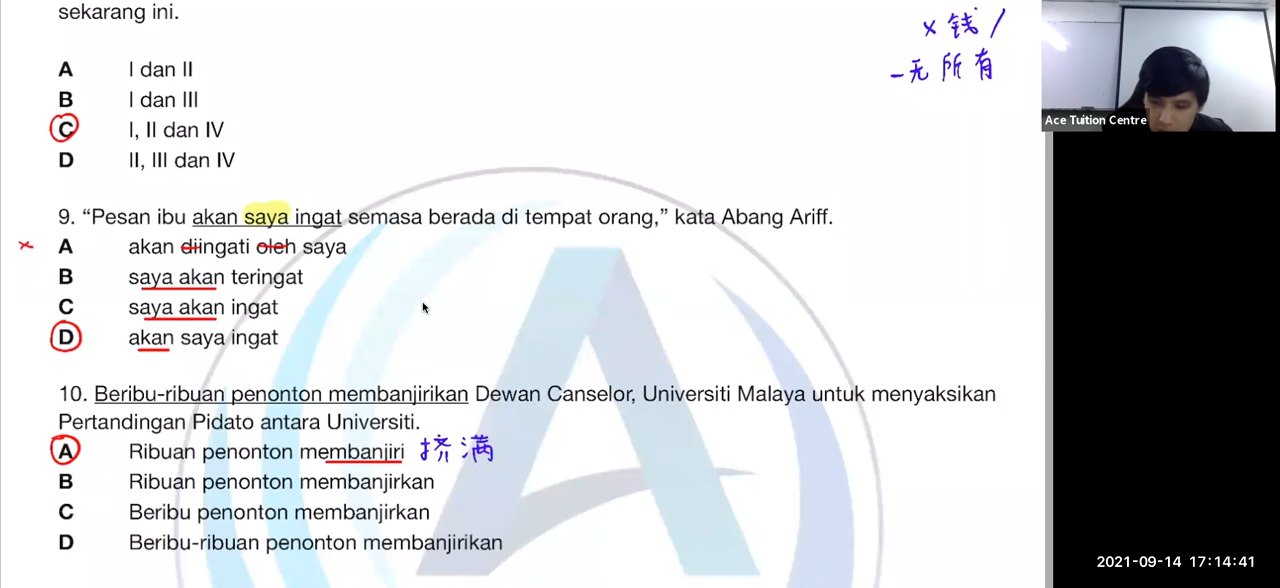 sekarang ini.
x 钱 /
一无所有
A I dan II
B I dan III
C I, II dan IV
D II, III dan IV
Ace Tuition Centre
9. “Pesan ibu akan saya ingat semasa berada di tempat orang,” kata Abang Ariff.
x A akan diingati oleh saya
B saya akan teringat
C saya akan ingat
D akan saya ingat
10. Beribu-ribuan penonton membanjirikan Dewan Canselor, Universiti Malaya untuk menyaksikan
Pertandingan Pidato antara Universiti.
A Ribuan penonton membanjiri 挤满
B Ribuan penonton membanjirkan
C Beribu penonton membanjirkan
D Beribu-ribuan penonton membanjirikan
2021-09-14 17:14:41